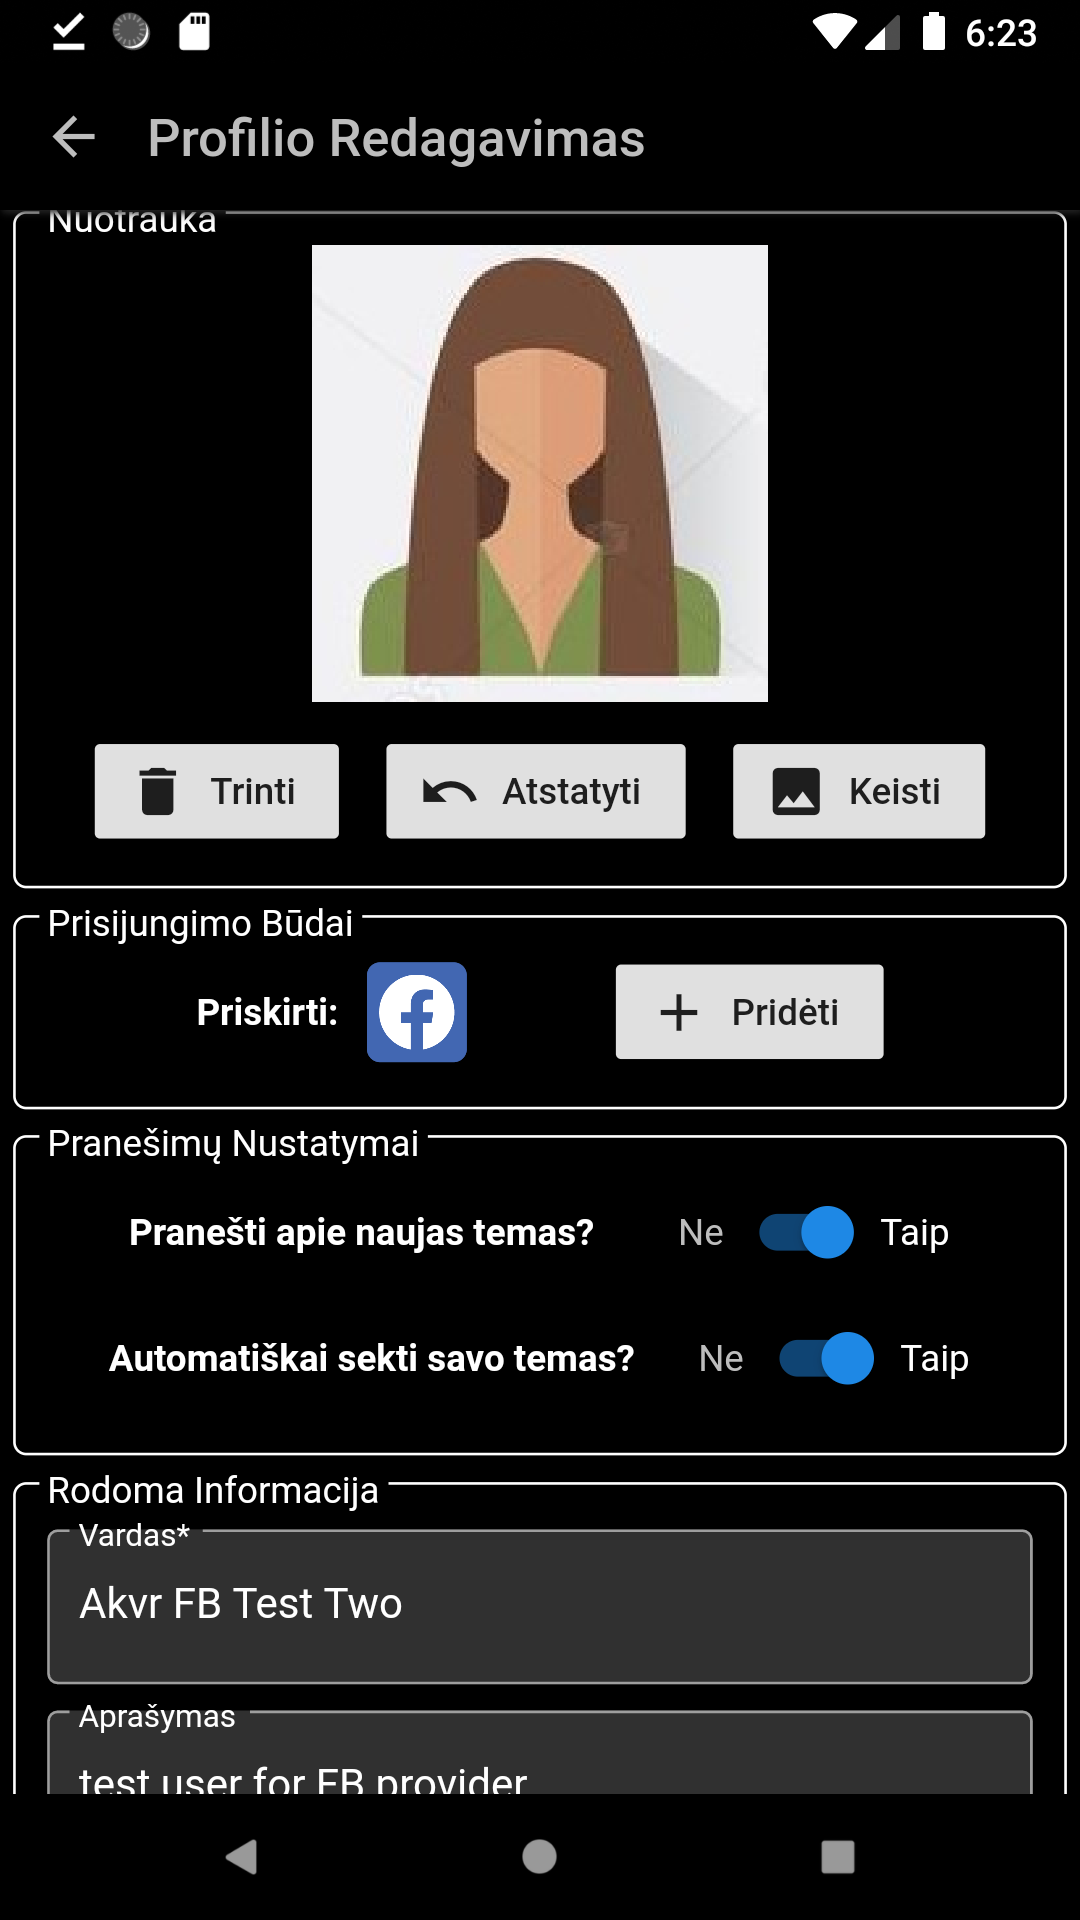 6:23
Profilio Redagavimas
Nuotrauka
Trinti
Atstatyti
Keisti
Prisijungimo Būdai
Priskirti:
Pridėti
Pranešimų Nustatymai
Pranešti apie naujas temas? Ne Taip
Automatiškai sekti savo temas? Ne Taip
Rodoma Informacija
Vardas*
Akvr FB Test Two
Aprašymas
test user for FB provider